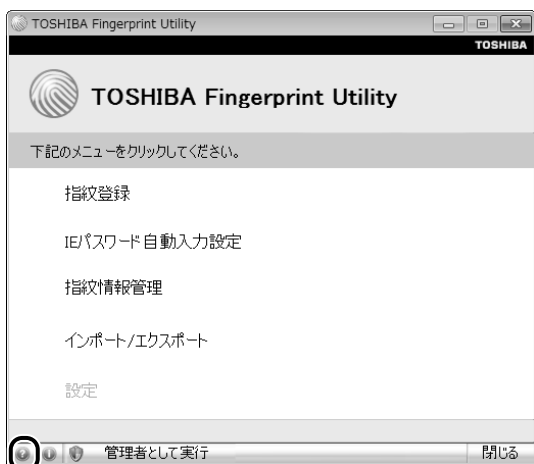 TOSHIBA Fingerprint Utility
TOSHIBA
TOSHIBA Fingerprint Utility
下記のメニューをクリックしてください。
指紋登録
IEパスワード自動入力設定
指紋情報管理
インポート/エクスポート
設定
管理者として実行 閉じる